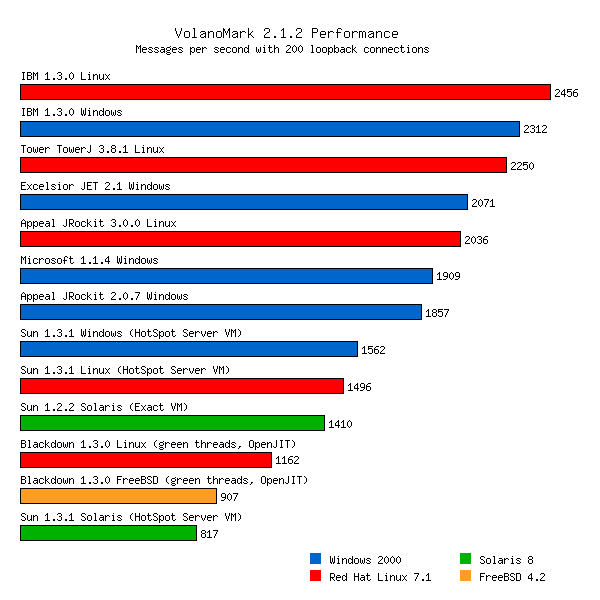 VolanoMark 2.1.2 Performance
Messages per second with 200 loopback connections
IBM 1.3.0 Linux
2456
IBM 1.3.0 Windows
2312
Tower TowerJ 3.8.1 Linux
2250
Excelsior JET 2.1 Windows
2071
Appeal JRockit 3.0.0 Linux
2036
Microsoft 1.1.4 Windows
1909
Appeal JRockit 2.0.7 Windows
1857
Sun 1.3.1 Windows (HotSpot Server VM)
1562
Sun 1.3.1 Linux (HotSpot Server VM)
1496
Sun 1.2.2 Solaris (Exact VM)
1410
Blackdown 1.3.0 Linux (green threads, OpenJIT)
1162
Blackdown 1.3.0 FreeBSD (green threads, OpenJIT)
907
Sun 1.3.1 Solaris (HotSpot Server VM)
817
Windows 2000
Solaris 8
Red Hat Linux 7.1
FreeBSD 4.2